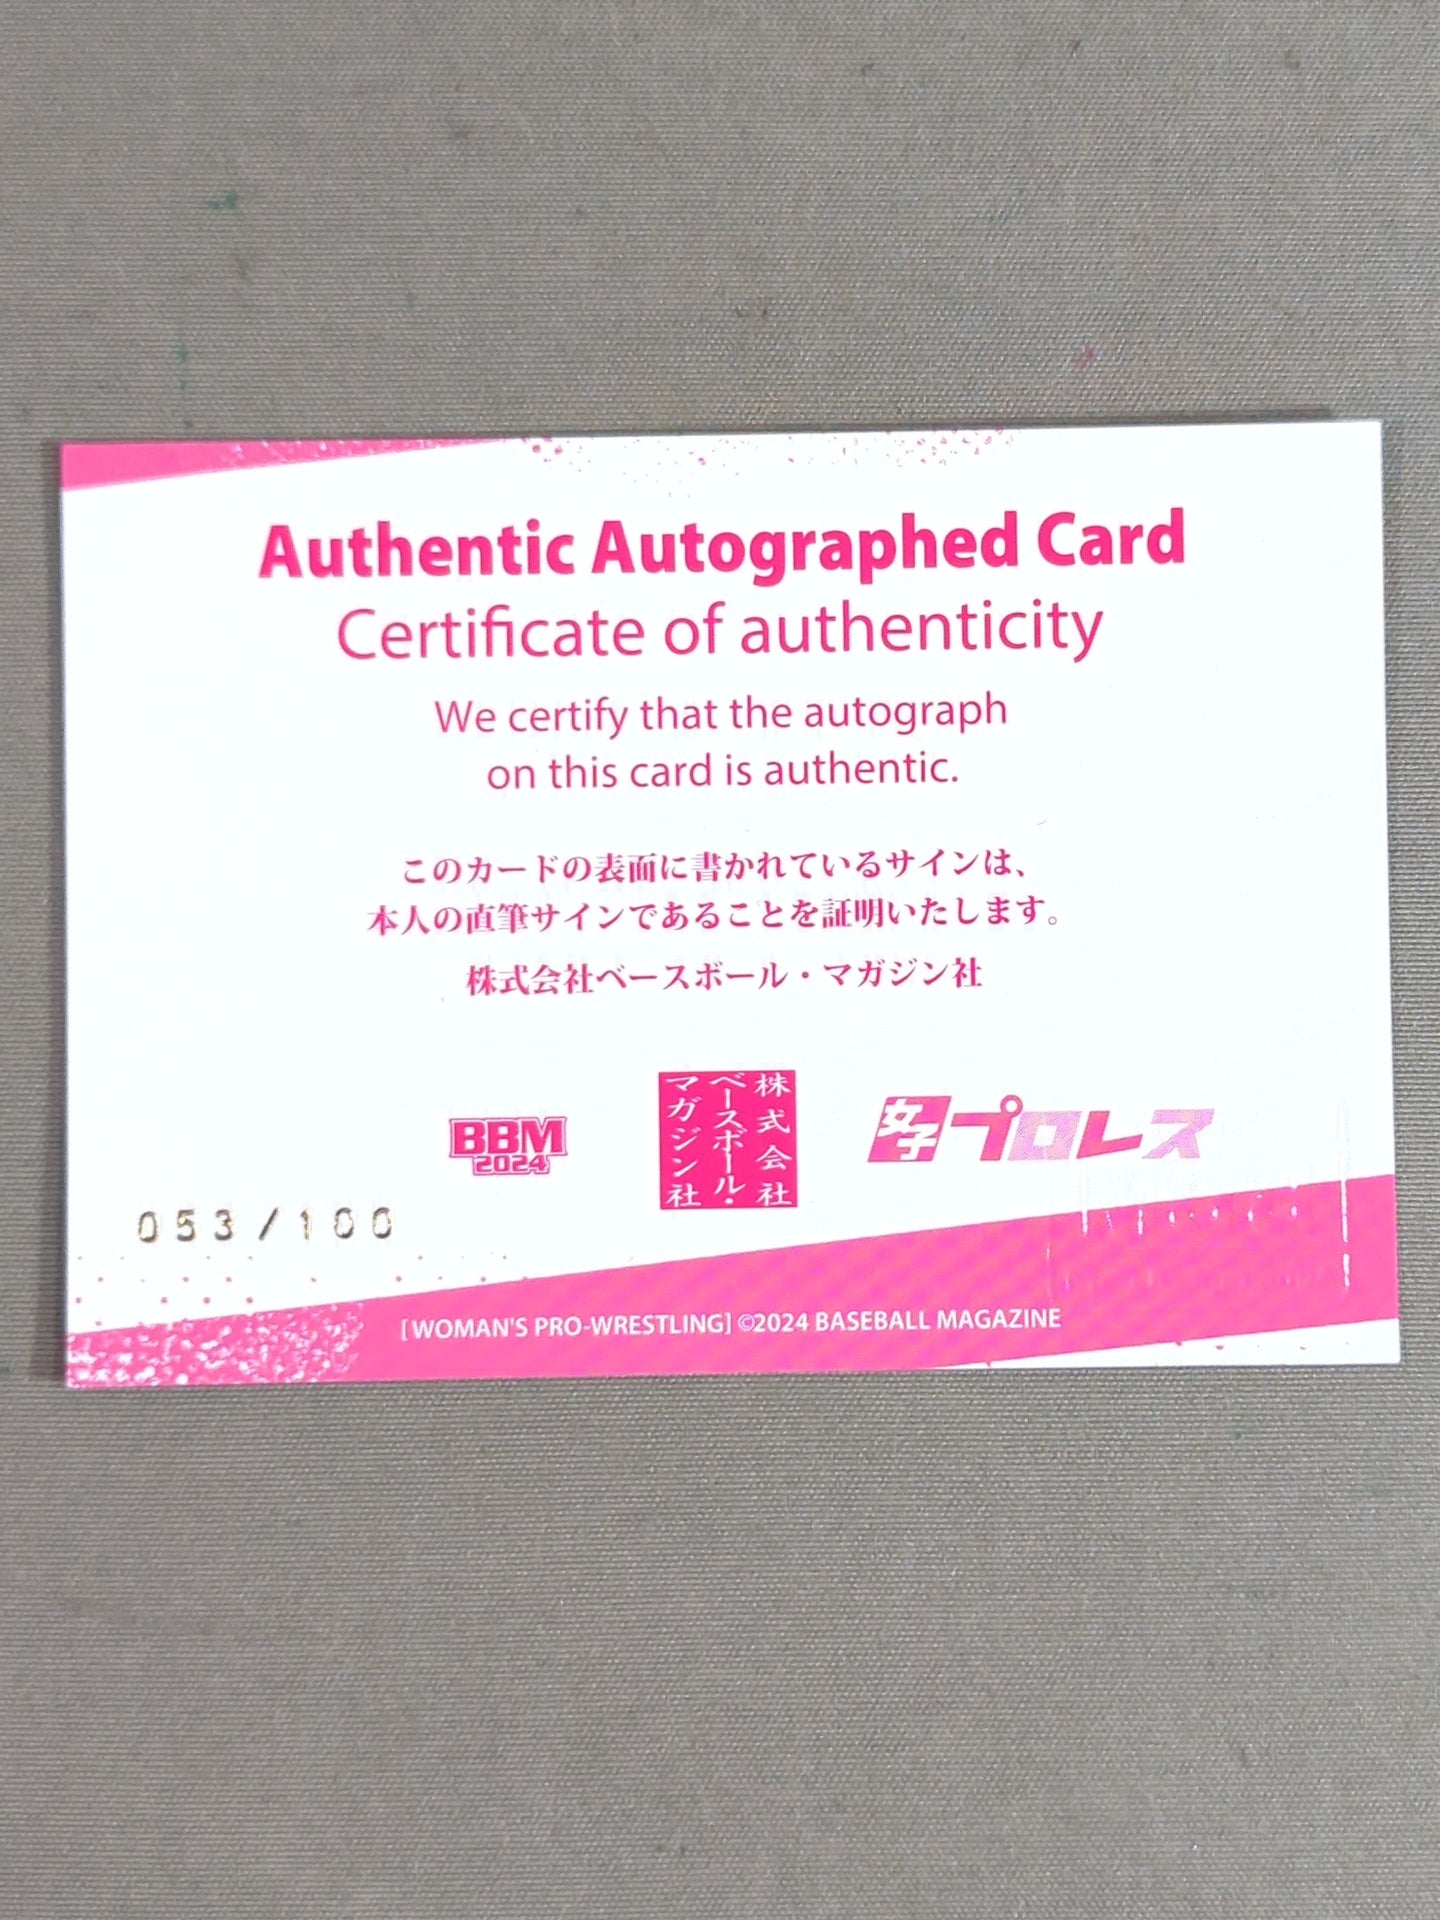 Authentic Autographed Card
Certificate of authenticity
We certify that the autograph
on this card is authentic.
このカードの表面に書かれているサインは、
本人の直筆サインであることを証明いたします。
株式会社ベースボール・マガジン社
BBM
2024
株式会社
ベースボール・
マガジン社
女子プロレス
053/100
[WOMAN'S PRO-WRESTLING] ©2024 BASEBALL MAGAZINE